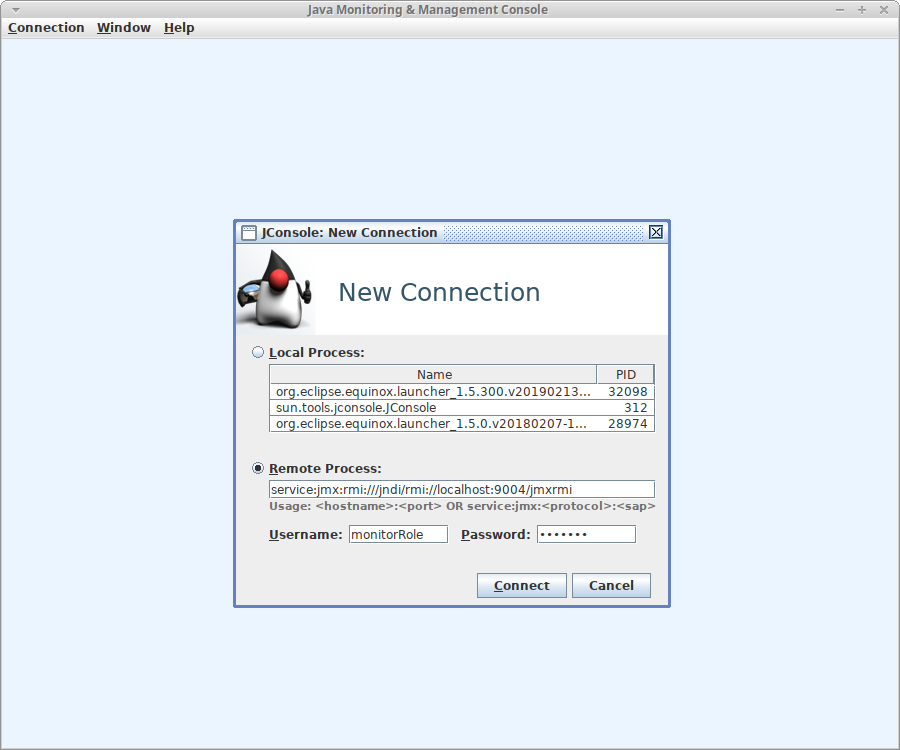 Java Monitoring & Management Console
Connection Window Help
JConsole: New Connection
New Connection
Local Process:
Name PID
org.eclipse.equinox.launcher_1.5.300.v20190213... 32098
sun.tools.jconsole.JConsole 312
org.eclipse.equinox.launcher_1.5.0.v20180207-1... 28974
Remote Process:
service:jmx:rmi:///jndi/rmi://localhost:9004/jmxrmi
Usage: <hostname>:<port> OR service:jmx:<protocol>:<sap>
Username: monitorRole Password: •••••••
Connect Cancel